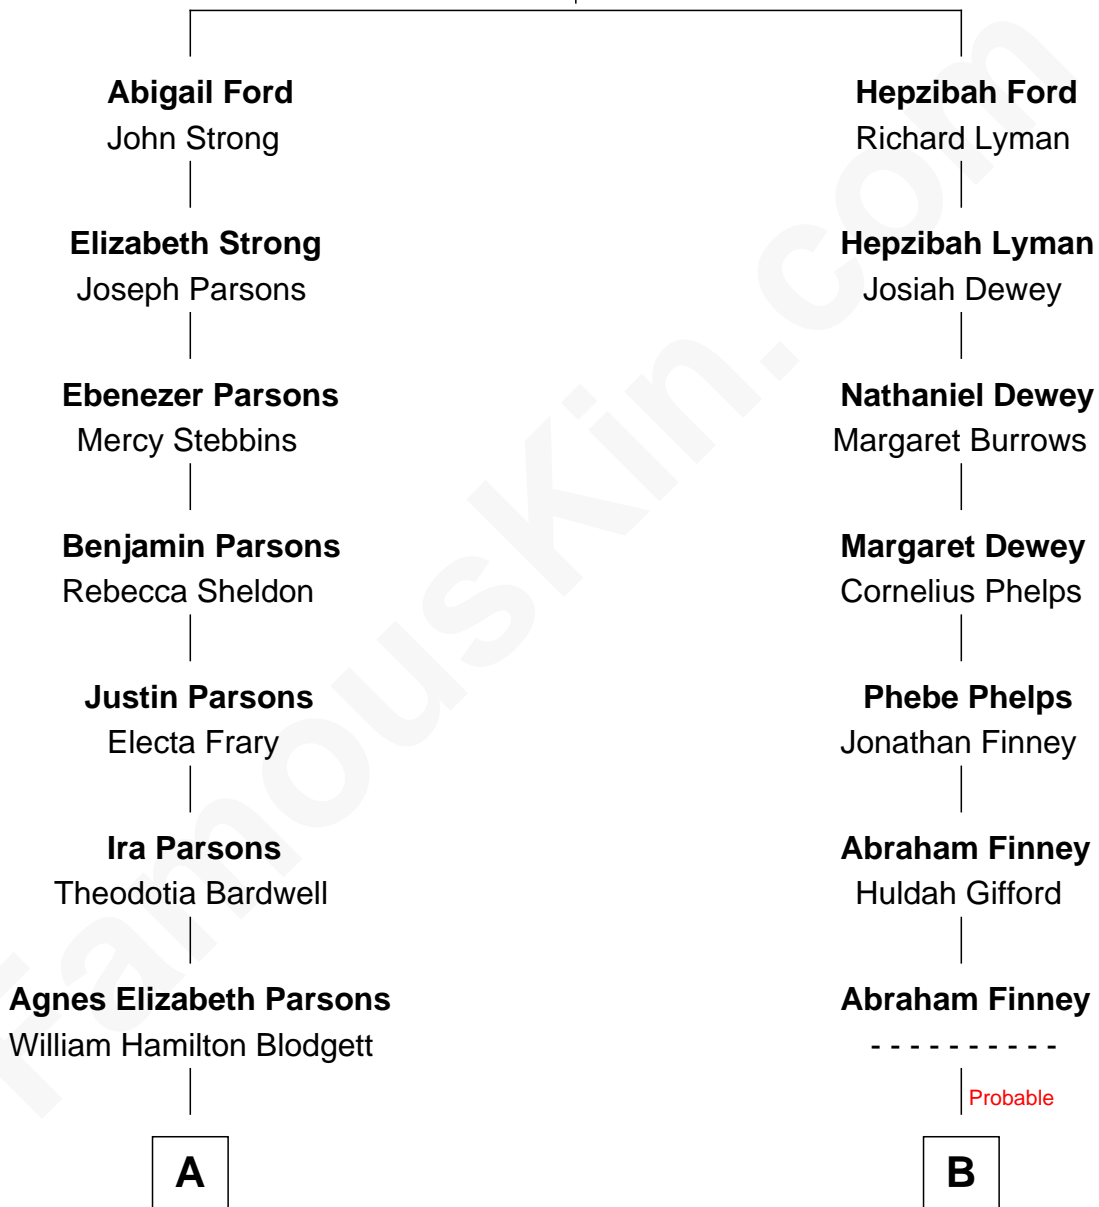 Abigail Ford
John Strong
Hepzibah Ford
Richard Lyman
Elizabeth Strong
Joseph Parsons
Hepzibah Lyman
Josiah Dewey
Ebenezer Parsons
Mercy Stebbins
Nathaniel Dewey
Margaret Burrows
Benjamin Parsons
Rebecca Sheldon
Margaret Dewey
Cornelius Phelps
Justin Parsons
Electa Frary
Phebe Phelps
Jonathan Finney
Ira Parsons
Theodotia Bardwell
Abraham Finney
Huldah Gifford
Agnes Elizabeth Parsons
William Hamilton Blodgett
Abraham Finney
- - - - - - - - - -
Probable
A
B
FamousKin.com